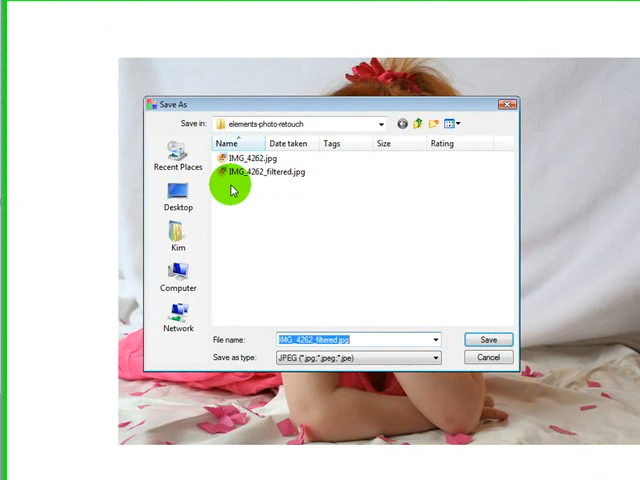 Save As
Save in: elements-photo-retouch
Name Date taken Tags Size Rating
IMG_4262.jpg
IMG_4262_filtered.jpg
Recent Places
Desktop
Kim
Computer
Network
File name: IMG_4262_filtered.jpg Save
Save as type: JPEG (*.jpg;*.jpeg;*.jpe) Cancel